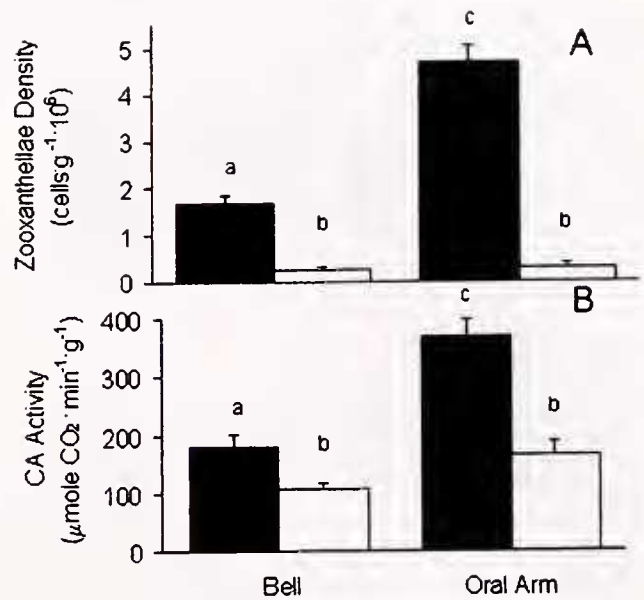 A
Zooxanthellae Density
(cells·g⁻¹·10⁶)
5
4
3
2
1
0
a
b
c
b
B
CA Activity
(μmole CO₂· min⁻¹·g⁻¹)
400
300
200
100
0
a
b
c
b
Bell Oral Arm